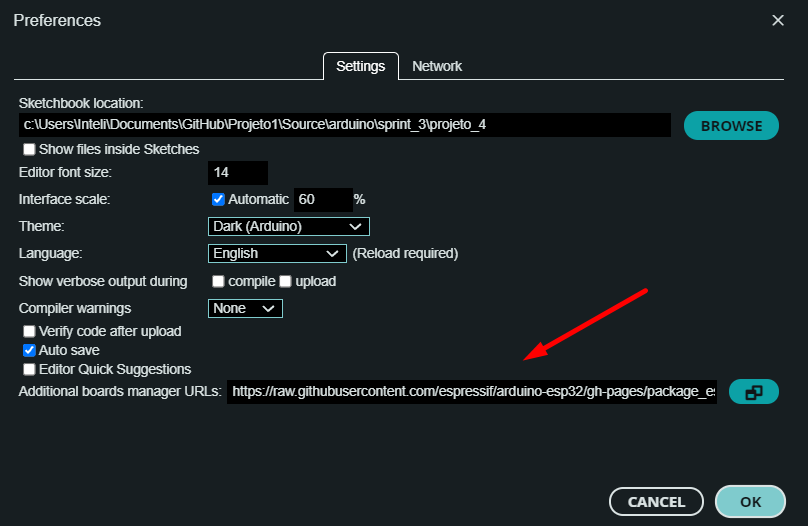 Preferences
Settings Network
Sketchbook location:
c:\Users\Inteli\Documents\GitHub\Projeto1\Source\arduino\sprint_3\projeto_4
BROWSE
Show files inside Sketches
Editor font size: 14
Interface scale: Automatic 60 %
Theme: Dark (Arduino)
Language: English (Reload required)
Show verbose output during compile upload
Compiler warnings None
Verify code after upload
Auto save
Editor Quick Suggestions
Additional boards manager URLs: https://raw.githubusercontent.com/espressif/arduino-esp32/gh-pages/package_es
CANCEL OK